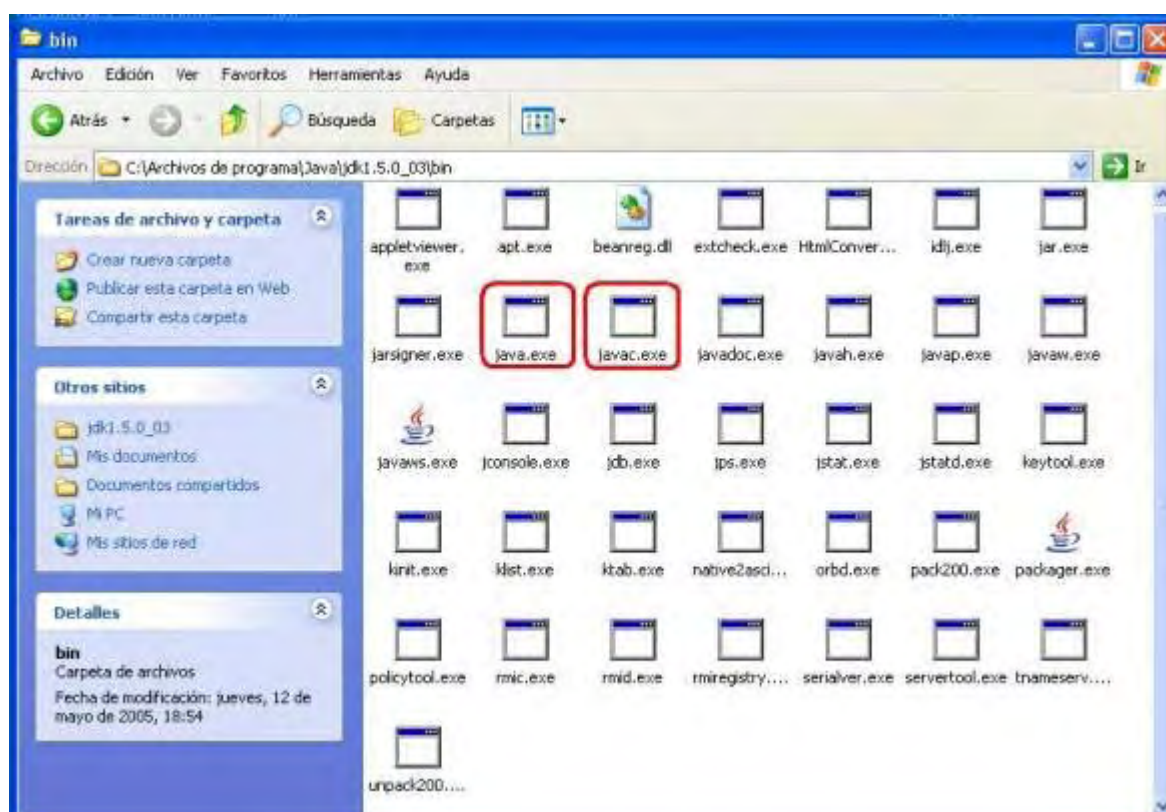 bin
Archivo Edición Ver Favoritos Herramientas Ayuda
Atrás Búsqueda Carpetas
Dirección C:\Archivos de programa\Java\jdk1.5.0_03\bin Ir
Tareas de archivo y carpeta
Crear nueva carpeta
Publicar esta carpeta en Web
Compartir esta carpeta
Otros sitios
jdk1.5.0_03
Mis documentos
Documentos compartidos
Mi PC
Mis sitios de red
Detalles
bin
Carpeta de archivos
Fecha de modificación: jueves, 12 de
mayo de 2005, 18:54
appletviewer.
exe
apt.exe
beanreg.dll
extcheck.exe
HtmlConver...
idlj.exe
jar.exe
jarsigner.exe
java.exe
javac.exe
javadoc.exe
javah.exe
javap.exe
javaw.exe
javaws.exe
jconsole.exe
jdb.exe
jps.exe
jstat.exe
jstatd.exe
keytool.exe
kinit.exe
klist.exe
ktab.exe
native2asci...
orbd.exe
pack200.exe
packager.exe
policytool.exe
rmic.exe
rmid.exe
rmiregistry....
serialver.exe
servertool.exe
tnameserv....
unpack200....